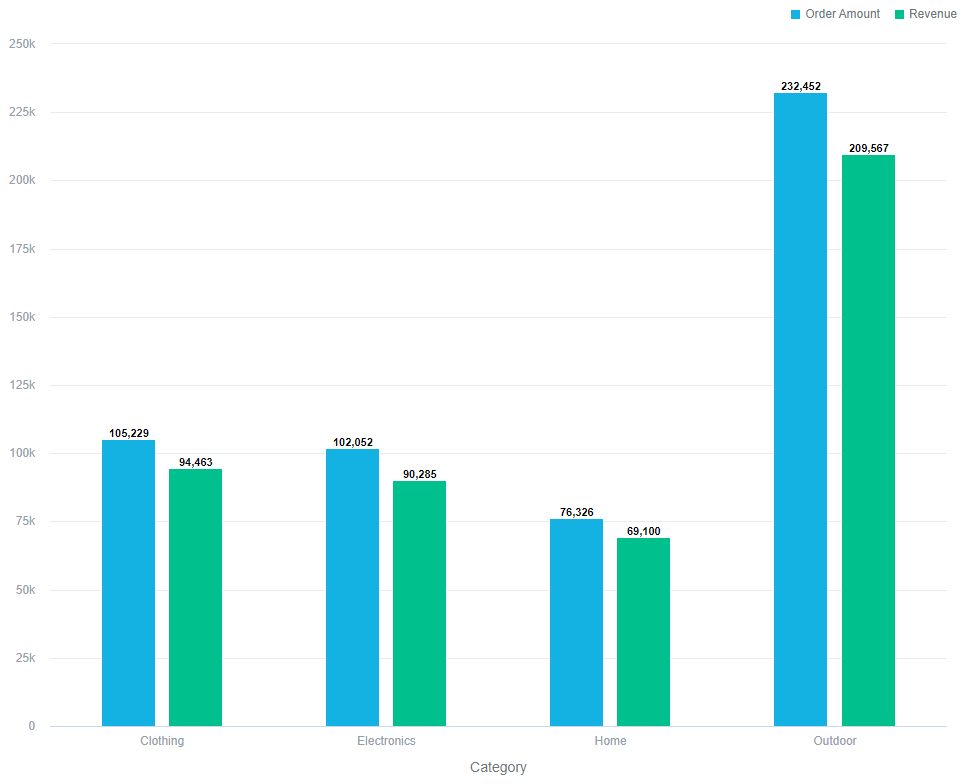 Order Amount Revenue
250k
232,452
225k
209,567
200k
175k
150k
125k
105,229
102,052
100k
94,463
90,285
76,326
75k
69,100
50k
25k
0
Clothing Electronics Home Outdoor
Category